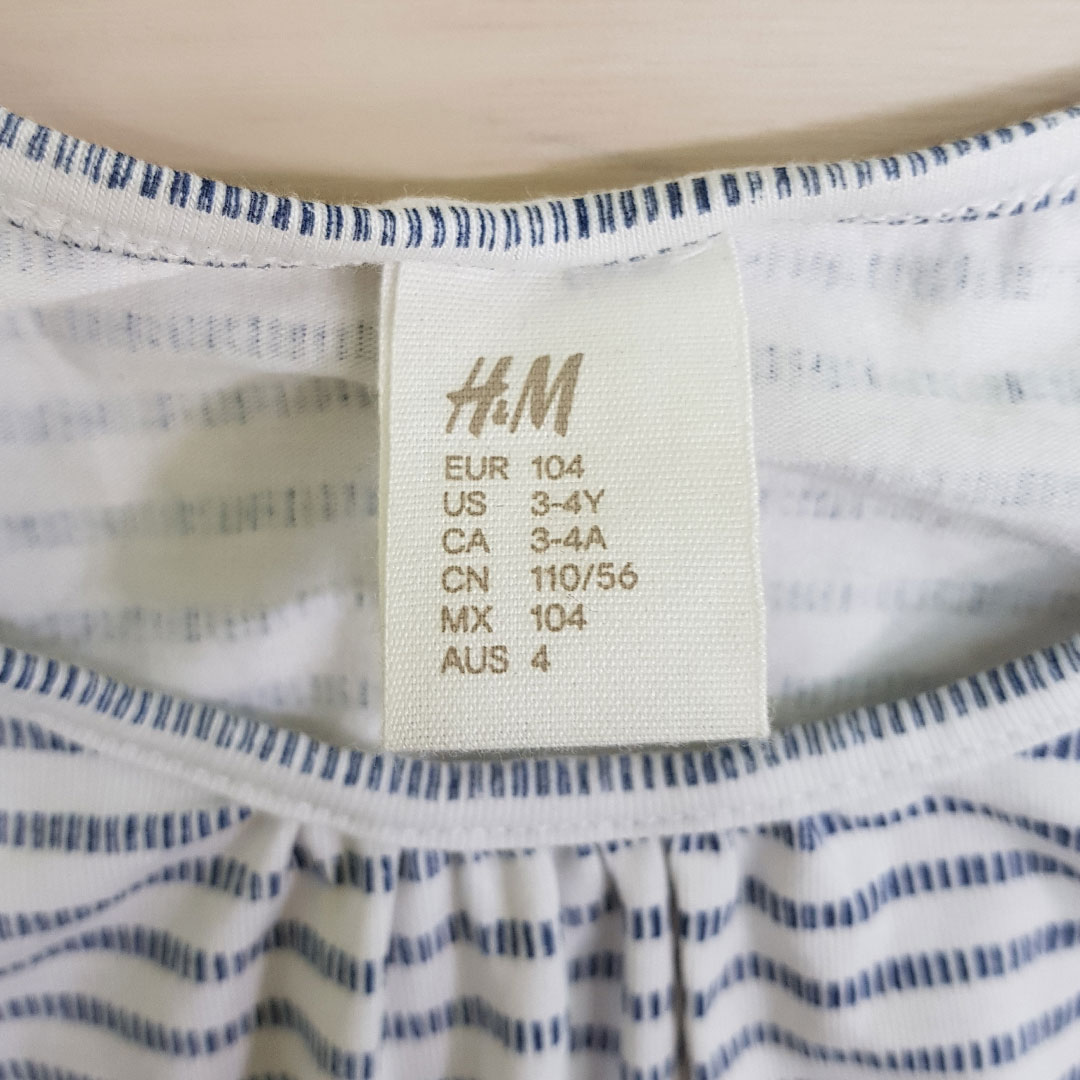 H&M
EUR 104
US 3-4Y
CA 3-4A
CN 110/56
MX 104
AUS 4